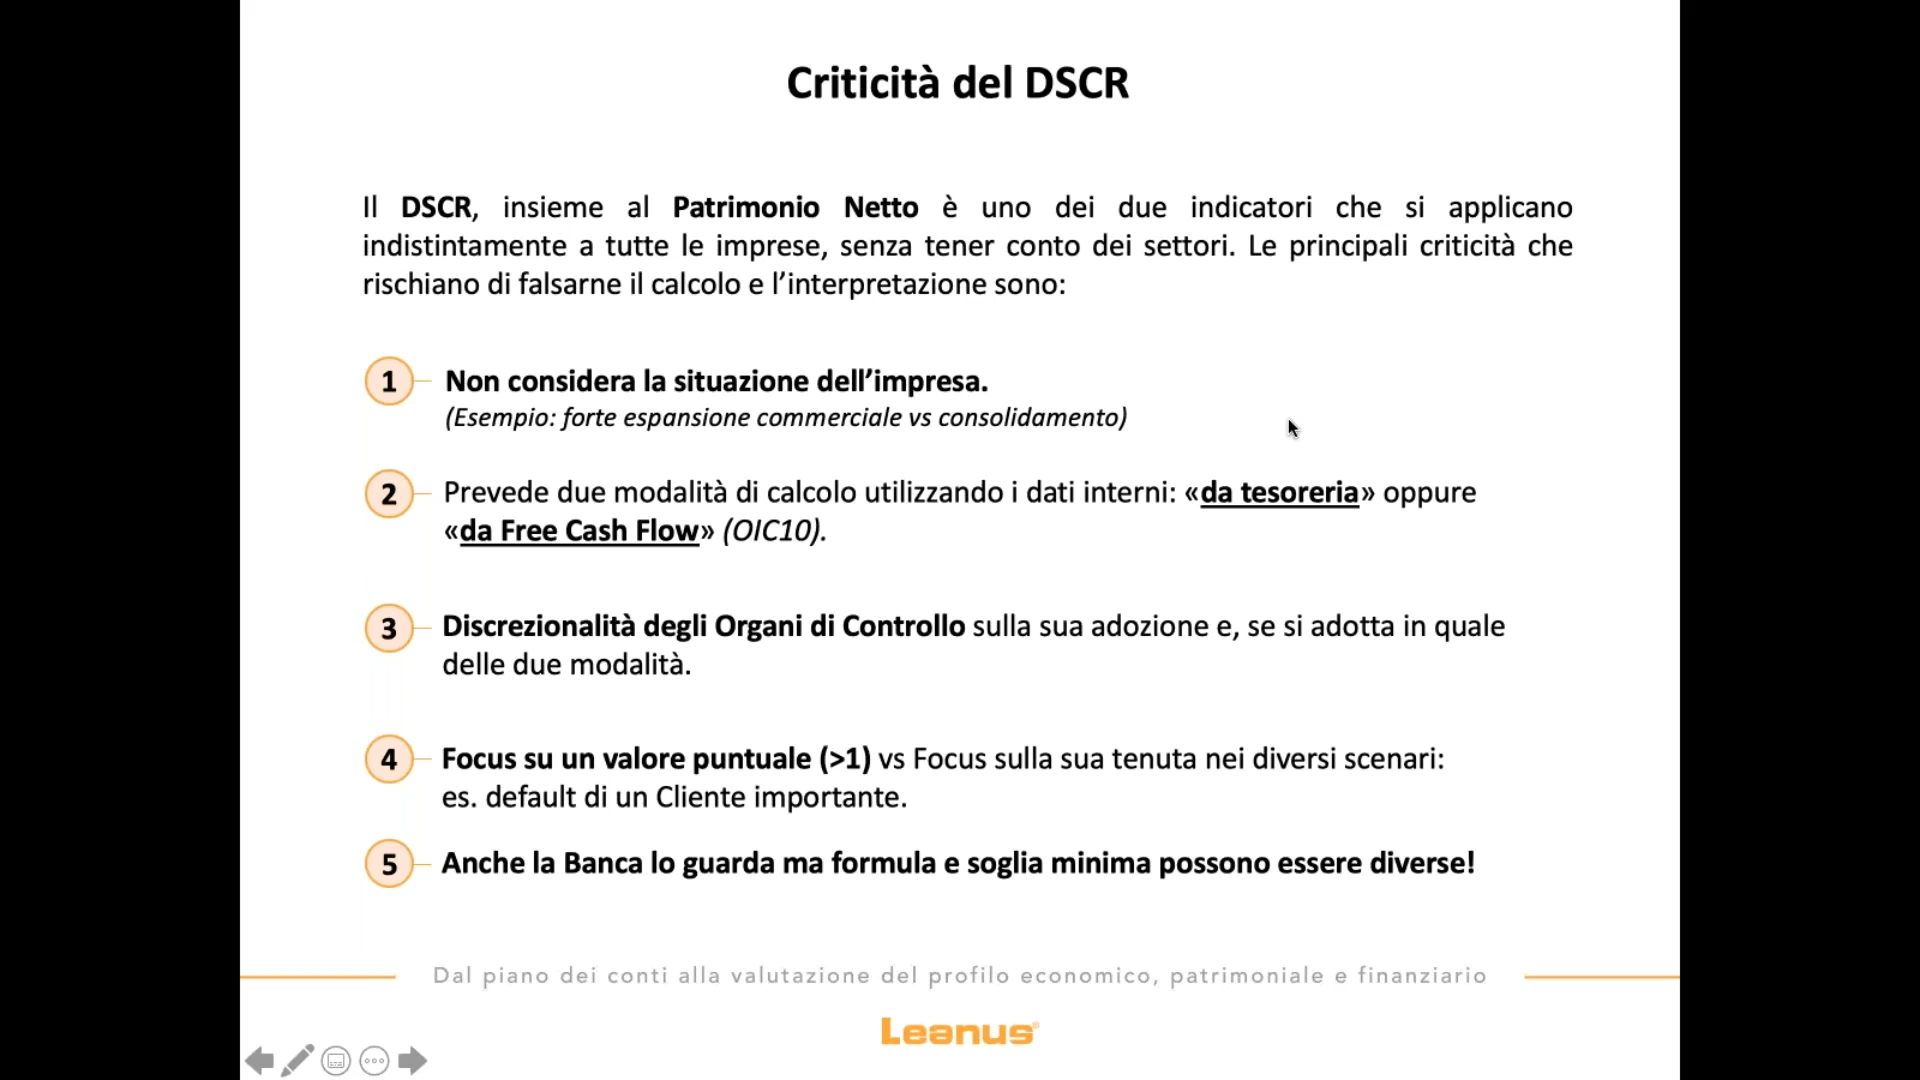 Criticità del DSCR
Il DSCR, insieme al Patrimonio Netto è uno dei due indicatori che si applicano
indistintamente a tutte le imprese, senza tener conto dei settori. Le principali criticità che
rischiano di falsarne il calcolo e l’interpretazione sono:
1 Non considera la situazione dell’impresa.
(Esempio: forte espansione commerciale vs consolidamento)
2 Prevede due modalità di calcolo utilizzando i dati interni: «da tesoreria» oppure
«da Free Cash Flow» (OIC10).
3 Discrezionalità degli Organi di Controllo sulla sua adozione e, se si adotta in quale
delle due modalità.
4 Focus su un valore puntuale (>1) vs Focus sulla sua tenuta nei diversi scenari:
es. default di un Cliente importante.
5 Anche la Banca lo guarda ma formula e soglia minima possono essere diverse!
Dal piano dei conti alla valutazione del profilo economico, patrimoniale e finanziario
Leanus®